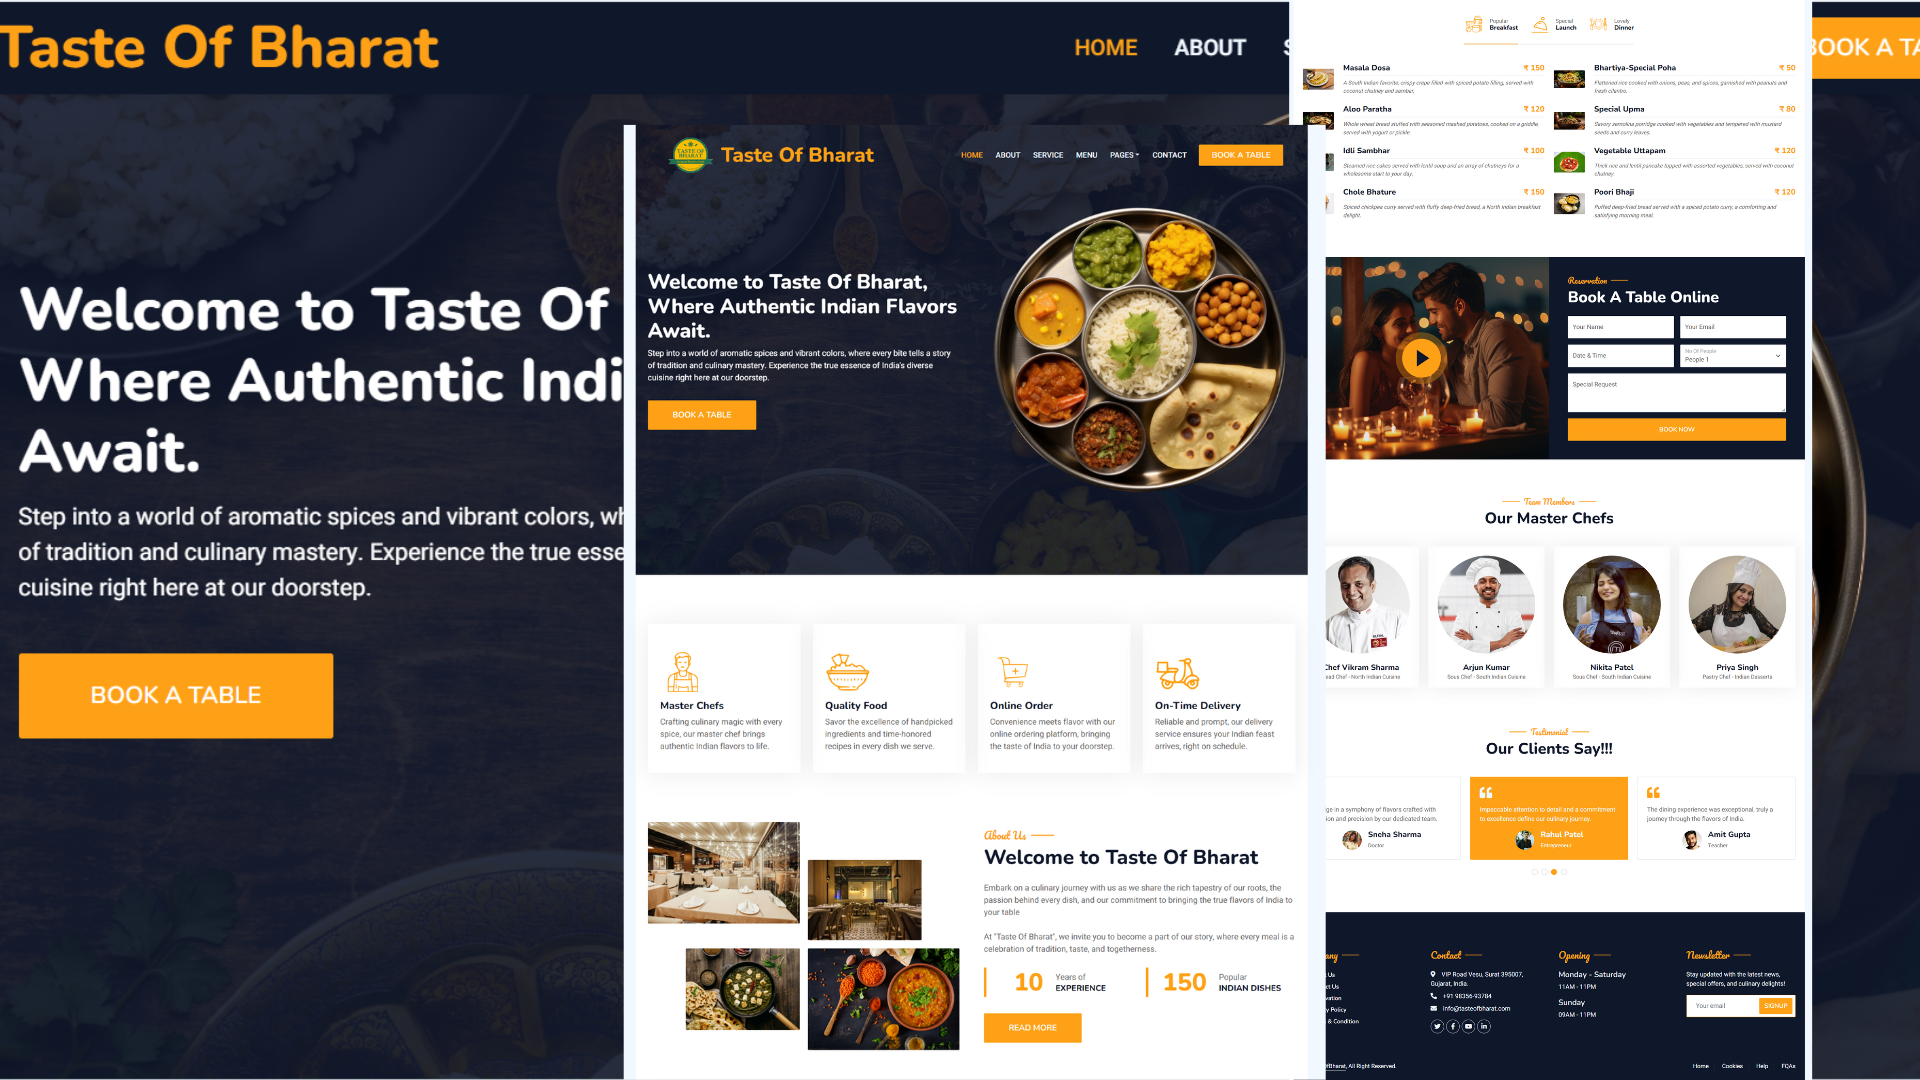 Taste Of Bharat
HOME
ABOUT
BOOK A TA
Welcome to Taste Of
Where Authentic Indi
Await.
Step into a world of aromatic spices and vibrant colors, wh
of tradition and culinary mastery. Experience the true esse
cuisine right here at our doorstep.
BOOK A TABLE
TASTE OF
BHARAT
Taste Of Bharat
HOME
ABOUT
SERVICE
MENU
PAGES
CONTACT
BOOK A TABLE
Welcome to Taste Of Bharat,
Where Authentic Indian Flavors
Await.
Step into a world of aromatic spices and vibrant colors, where every bite tells a story
of tradition and culinary mastery. Experience the true essence of India's diverse
cuisine right here at our doorstep.
BOOK A TABLE
Master Chefs
Crafting culinary magic with every
spice, our master chef brings
authentic Indian flavors to life.
Quality Food
Savor the excellence of handpicked
ingredients and time-honored
recipes in every dish we serve.
Online Order
Convenience meets flavor with our
online ordering platform, bringing
the taste of India to your doorstep.
On-Time Delivery
Reliable and prompt, our delivery
service ensures your Indian feast
arrives, right on schedule.
About Us
Welcome to Taste Of Bharat
Embark on a culinary journey with us as we share the rich tapestry of our roots, the
passion behind every dish, and our commitment to bringing the true flavors of India to
your table
At "Taste Of Bharat", we invite you to become a part of our story, where every meal is a
celebration of tradition, taste, and togetherness.
10
Years of
EXPERIENCE
150
Popular
INDIAN DISHES
READ MORE
Popular
Breakfast
Special
Launch
Lovely
Dinner
Masala Dosa ₹ 150
A South Indian favorite, crispy crepe filled with spiced potato filling, served with
coconut chutney and sambar.
Aloo Paratha ₹ 120
Whole wheat bread stuffed with seasoned mashed potatoes, cooked on a griddle,
served with yogurt or pickle.
Idli Sambhar ₹ 100
Steamed rice cakes served with lentil soup and an array of chutneys for a
wholesome start to your day.
Chole Bhature ₹ 150
Spiced chickpea curry served with fluffy deep-fried bread, a North Indian breakfast
delight.
Bhartiya-Special Poha ₹ 50
Flattened rice cooked with onions, peas, and spices, garnished with peanuts and
fresh cilantro.
Special Upma ₹ 80
Savory semolina porridge cooked with vegetables and tempered with mustard
seeds and curry leaves.
Vegetable Uttapam ₹ 120
Thick rice and lentil pancake topped with assorted vegetables, served with coconut
chutney.
Poori Bhaji ₹ 120
Puffed deep-fried bread served with a spiced potato curry, a comforting and
satisfying morning meal.
Reservation
Book A Table Online
Your Name
Your Email
Date & Time
No Of People
People 1
Special Request
BOOK NOW
Team Members
Our Master Chefs
Chef Vikram Sharma
ead Chef - North Indian Cuisine
Arjun Kumar
Sous Chef - South Indian Cuisine
Nikita Patel
Sous Chef - South Indian Cuisine
Priya Singh
Pastry Chef - Indian Desserts
Testimonial
Our Clients Say!!!
ge in a symphony of flavors crafted with
ion and precision by our dedicated team.
Sneha Sharma
Doctor
Impeccable attention to detail and a commitment
to excellence define our culinary journey.
Rahul Patel
Entrepreneur
The dining experience was exceptional, truly a
journey through the flavors of India.
Amit Gupta
Teacher
any
t Us
ct Us
vation
y Policy
& Condition
Contact
VIP Road Vesu, Surat 395007,
Gujarat, India.
+91 98356-93784
info@tasteofbharat.com
Opening
Monday - Saturday
11AM - 11PM
Sunday
09AM - 11PM
Newsletter
Stay updated with the latest news,
special offers, and culinary delights!
Your email
SIGNUP
OfBharat, All Right Reserved.
Home
Cookies
Help
FQAs